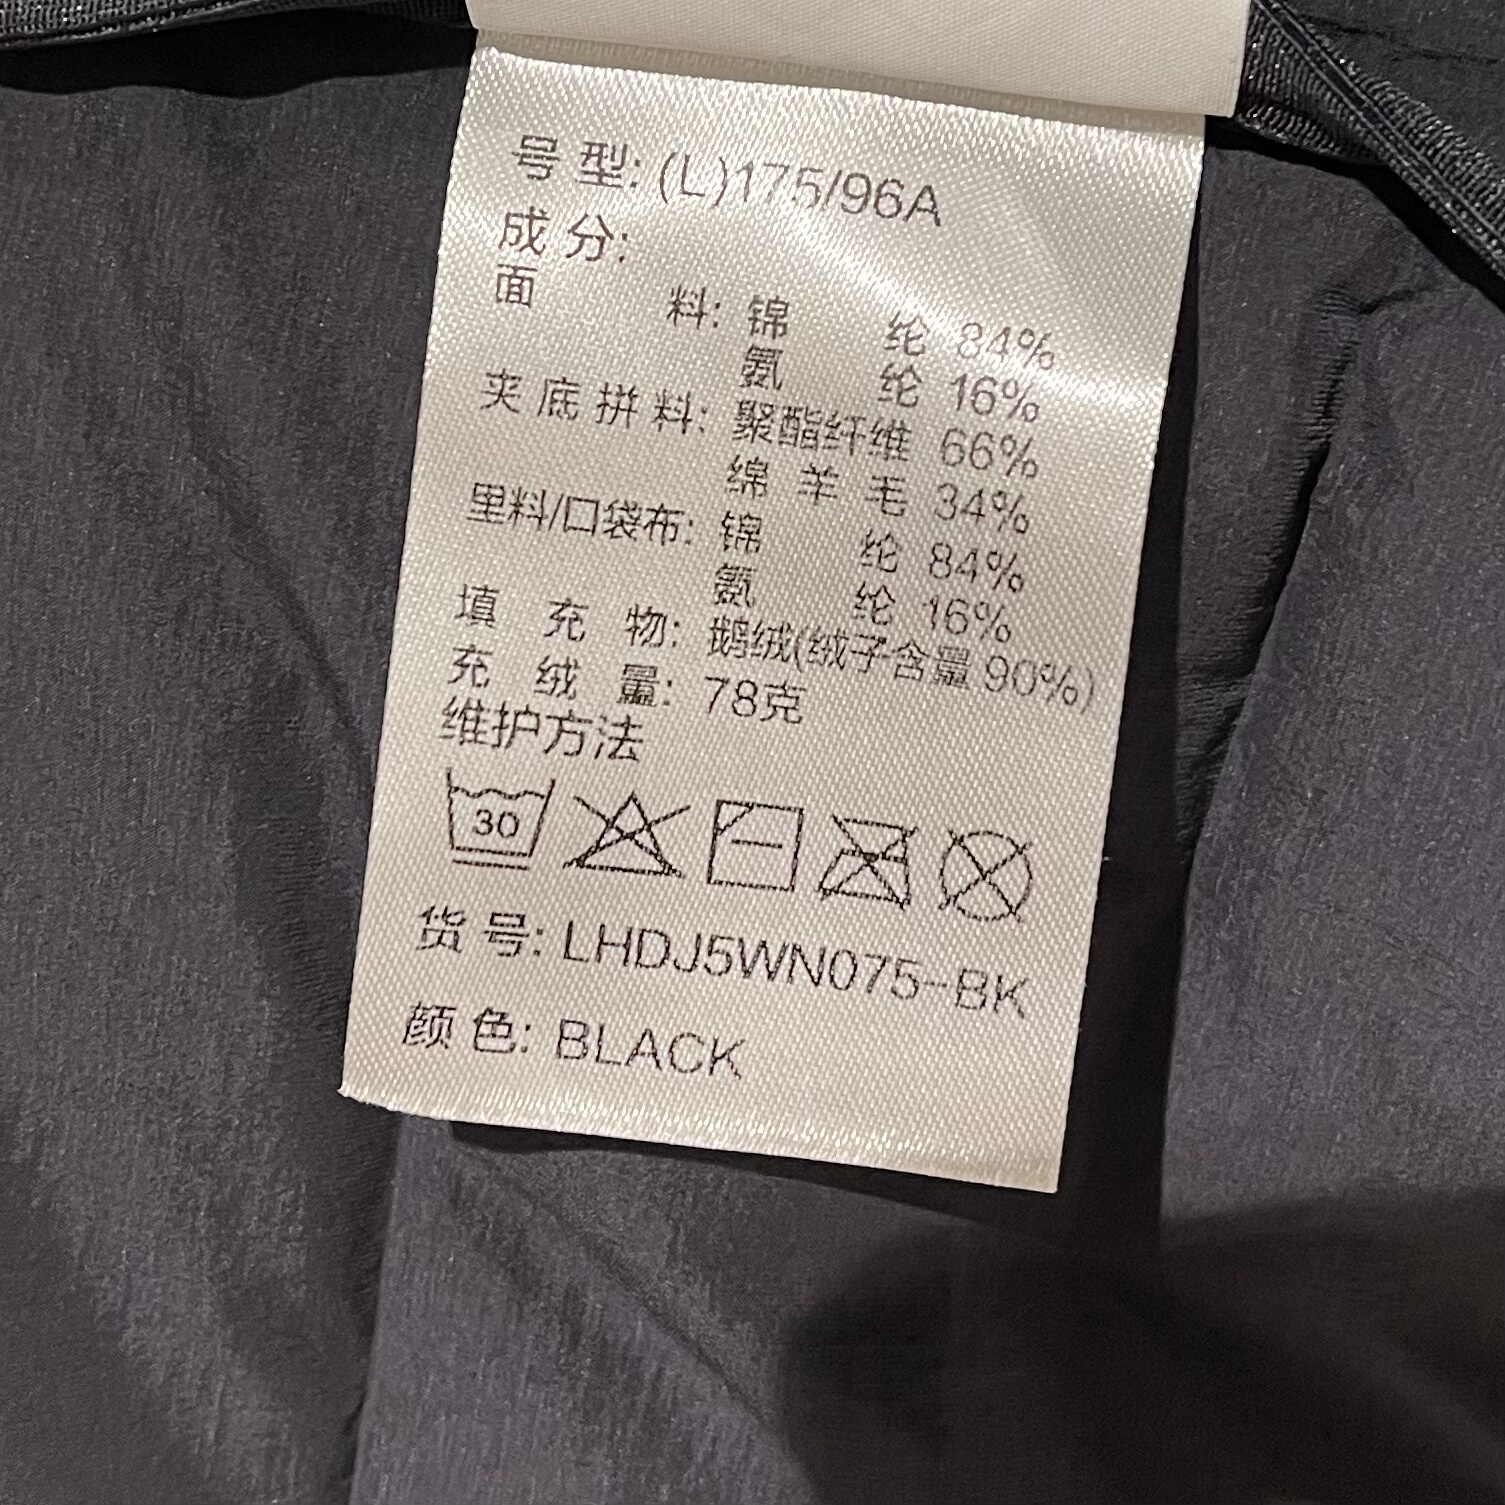 号 型: (L)175/96A
成 分:
面 料: 锦 纶 84%
氨 纶 16%
夹 底 拼 料: 聚酯纤维 66%
绵 羊 毛 34%
里料/口袋布: 锦 纶 84%
氨 纶 16%
填 充 物: 鹅绒(绒子含量 90%)
充 绒 量: 78克
维护方法
30
货 号: LHDJ5WN075-BK
颜 色: BLACK